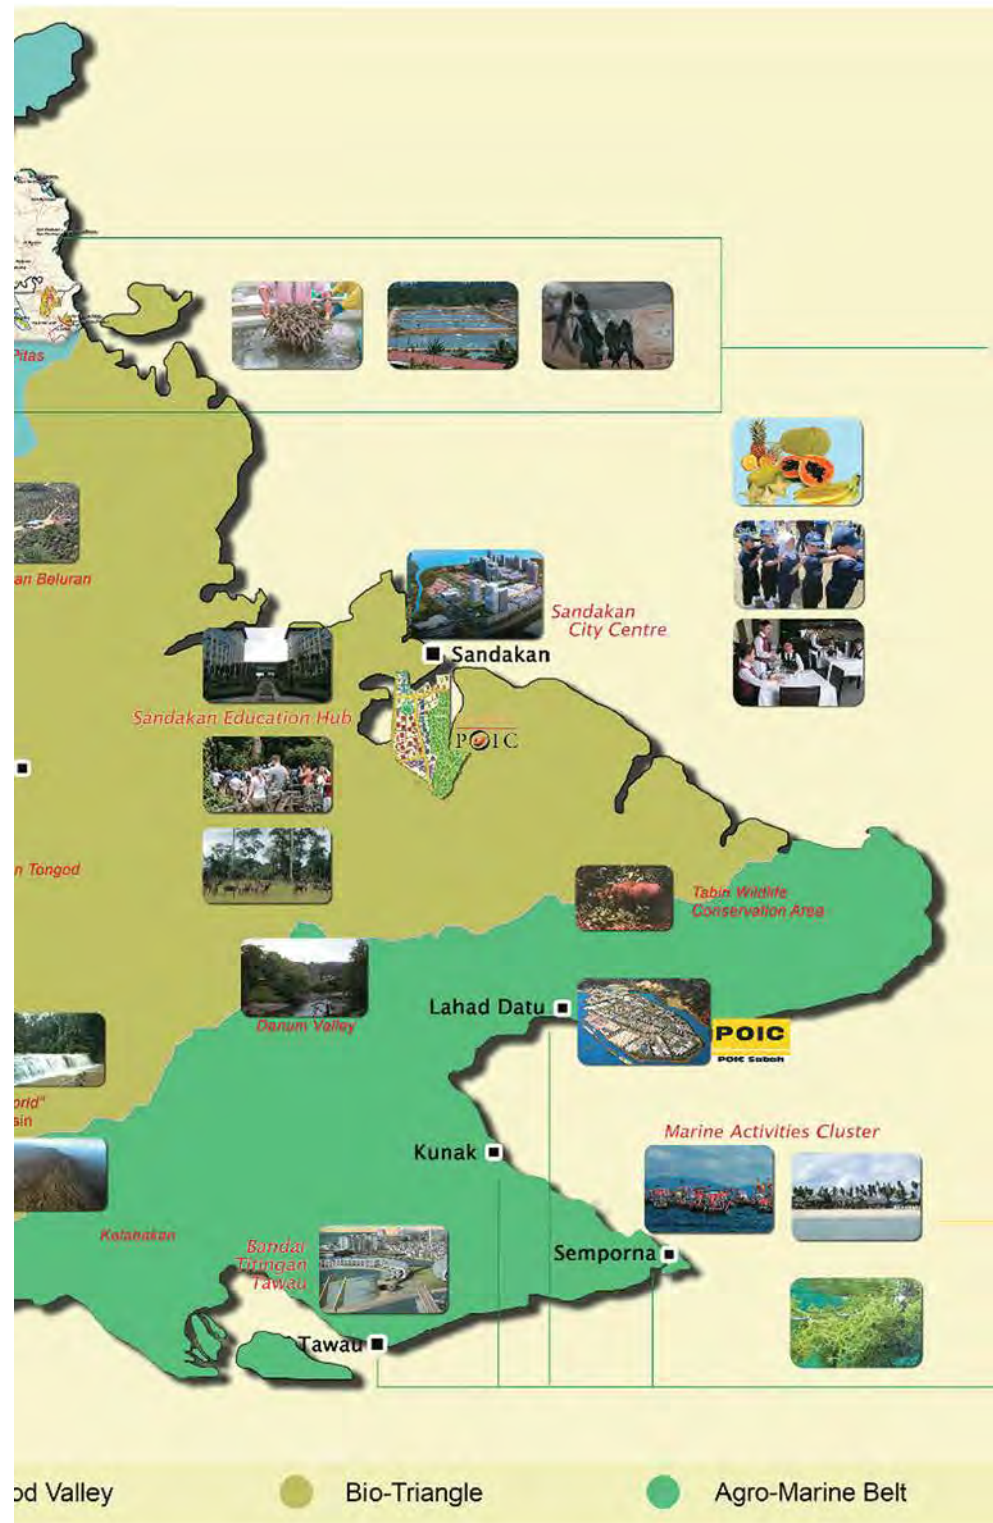 Pitas
an Beluran
Sandakan
City Centre
Sandakan
Sandakan Education Hub
POIC
n Tongod
Tabin Wildlife
Conservation Area
Danum Valley
Lahad Datu
POIC
POIC Sabah
orld"
sin
Kunak
Marine Activities Cluster
Kalabakan
Bandar
Titingan
Tawau
Semporna
Tawau
od Valley
Bio-Triangle
Agro-Marine Belt